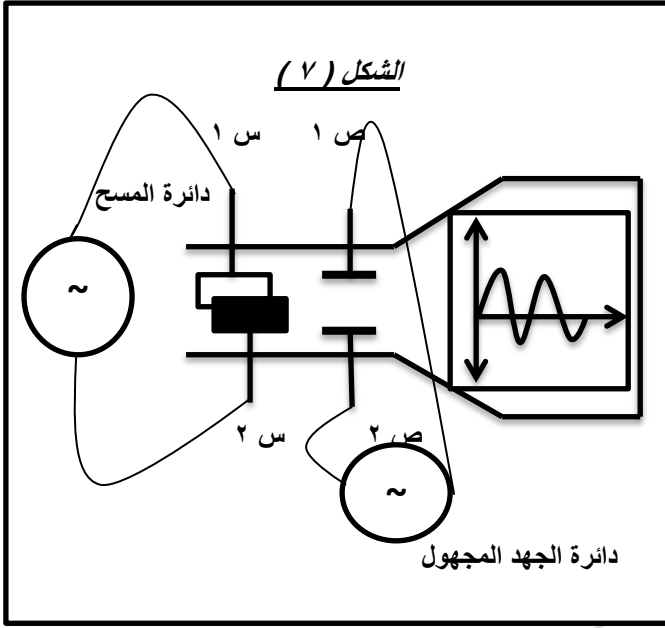 الشكل ( ٧ )
ص ١
س ١
دائرة المسح
~
س ٢
ص ٢
~
دائرة الجهد المجهول